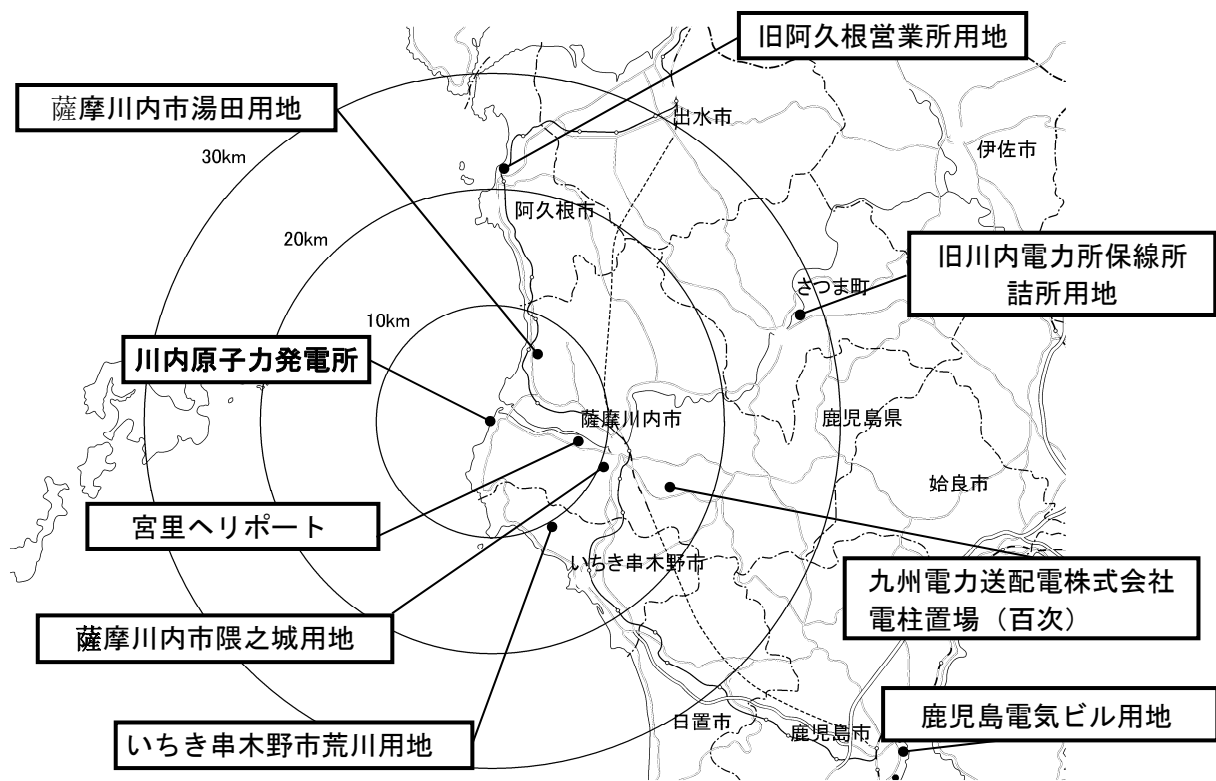 旧阿久根営業所用地
薩摩川内市湯田用地
出水市
伊佐市
30km
阿久根市
20km
旧川内電力所保線所
詰所用地
さつま町
10km
川内原子力発電所
薩摩川内市
鹿児島県
姶良市
宮里ヘリポート
いちき串木野市
九州電力送配電株式会社
電柱置場（百次）
薩摩川内市隈之城用地
日置市
鹿児島市
鹿児島電気ビル用地
いちき串木野市荒川用地